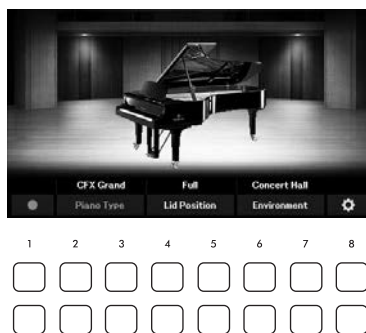 CFX Grand Full Concert Hall
Piano Type Lid Position Environment
1 2 3 4 5 6 7 8